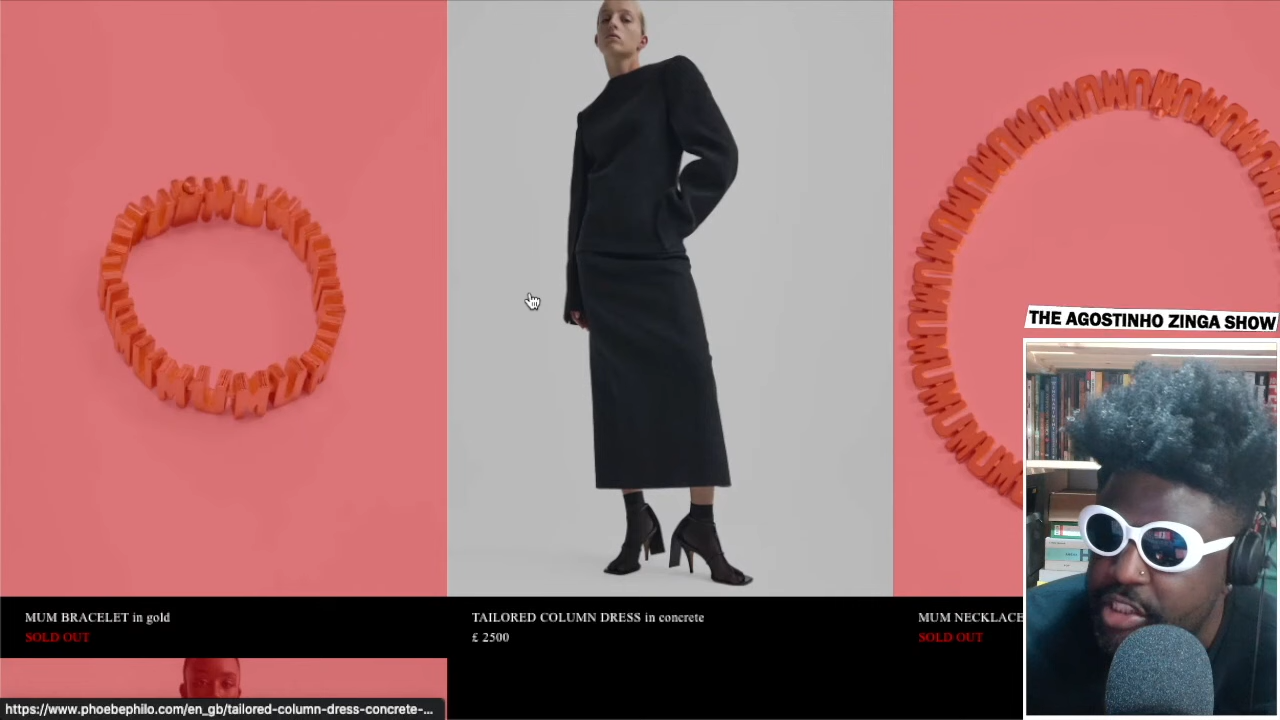 THE AGOSTINHO ZINGA SHOW
MUM BRACELET in gold
SOLD OUT
TAILORED COLUMN DRESS in concrete
£ 2500
MUM NECKLACE
SOLD OUT
https://www.phoebephilo.com/en_gb/tailored-column-dress-concrete-...